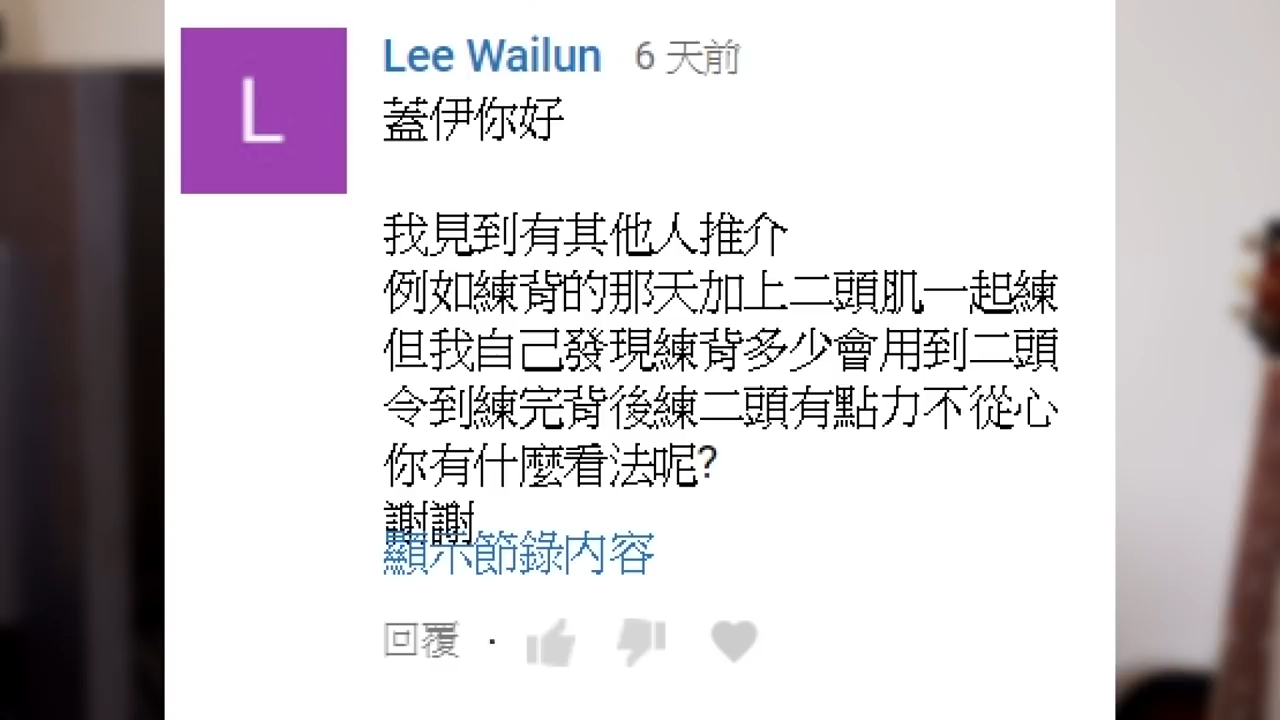 L
Lee Wailun 6 天前
蓋伊你好
我見到有其他人推介
例如練背的那天加上二頭肌一起練
但我自己發現練背多少會用到二頭
令到練完背後練二頭有點力不從心
你有什麼看法呢?
謝謝
顯示節錄內容
回覆 ·